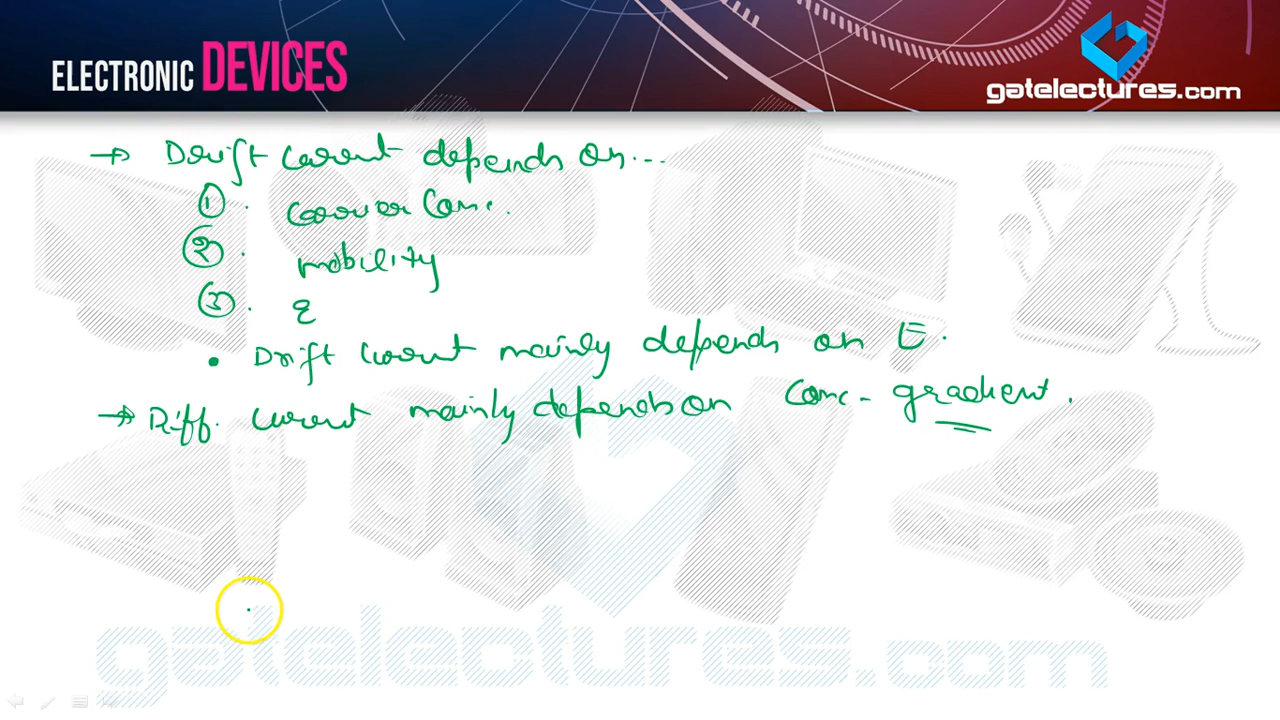 ELECTRONIC DEVICES
gatelectures.com
→ Drift current depends on...
① . Carrier Conc.
② . mobility
③ . ε
• Drift current mainly depends on E.
→ Diff. current mainly depends on Conc- gradient.
gatelectures.com